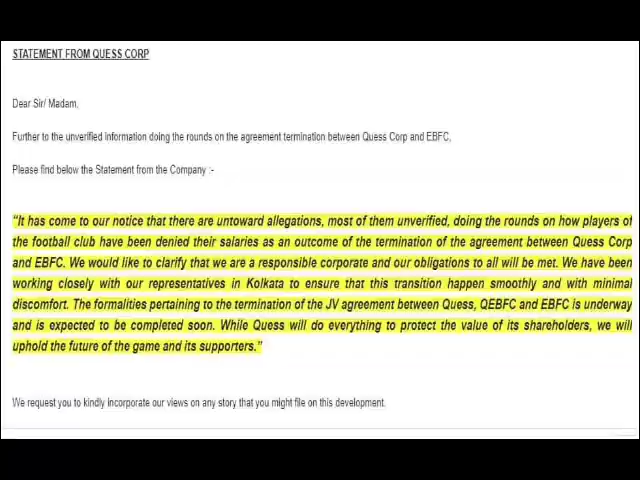 STATEMENT FROM QUESS CORP
Dear Sir/ Madam,
Further to the unverified information doing the rounds on the agreement termination between Quess Corp and EBFC,
Please find below the Statement from the Company :-
"It has come to our notice that there are untoward allegations, most of them unverified, doing the rounds on how players of
the football club have been denied their salaries as an outcome of the termination of the agreement between Quess Corp
and EBFC. We would like to clarify that we are a responsible corporate and our obligations to all will be met. We have been
working closely with our representatives in Kolkata to ensure that this transition happen smoothly and with minimal
discomfort. The formalities pertaining to the termination of the JV agreement between Quess, QEBFC and EBFC is underway
and is expected to be completed soon. While Quess will do everything to protect the value of its shareholders, we will
uphold the future of the game and its supporters."
We request you to kindly incorporate our views on any story that you might file on this development.